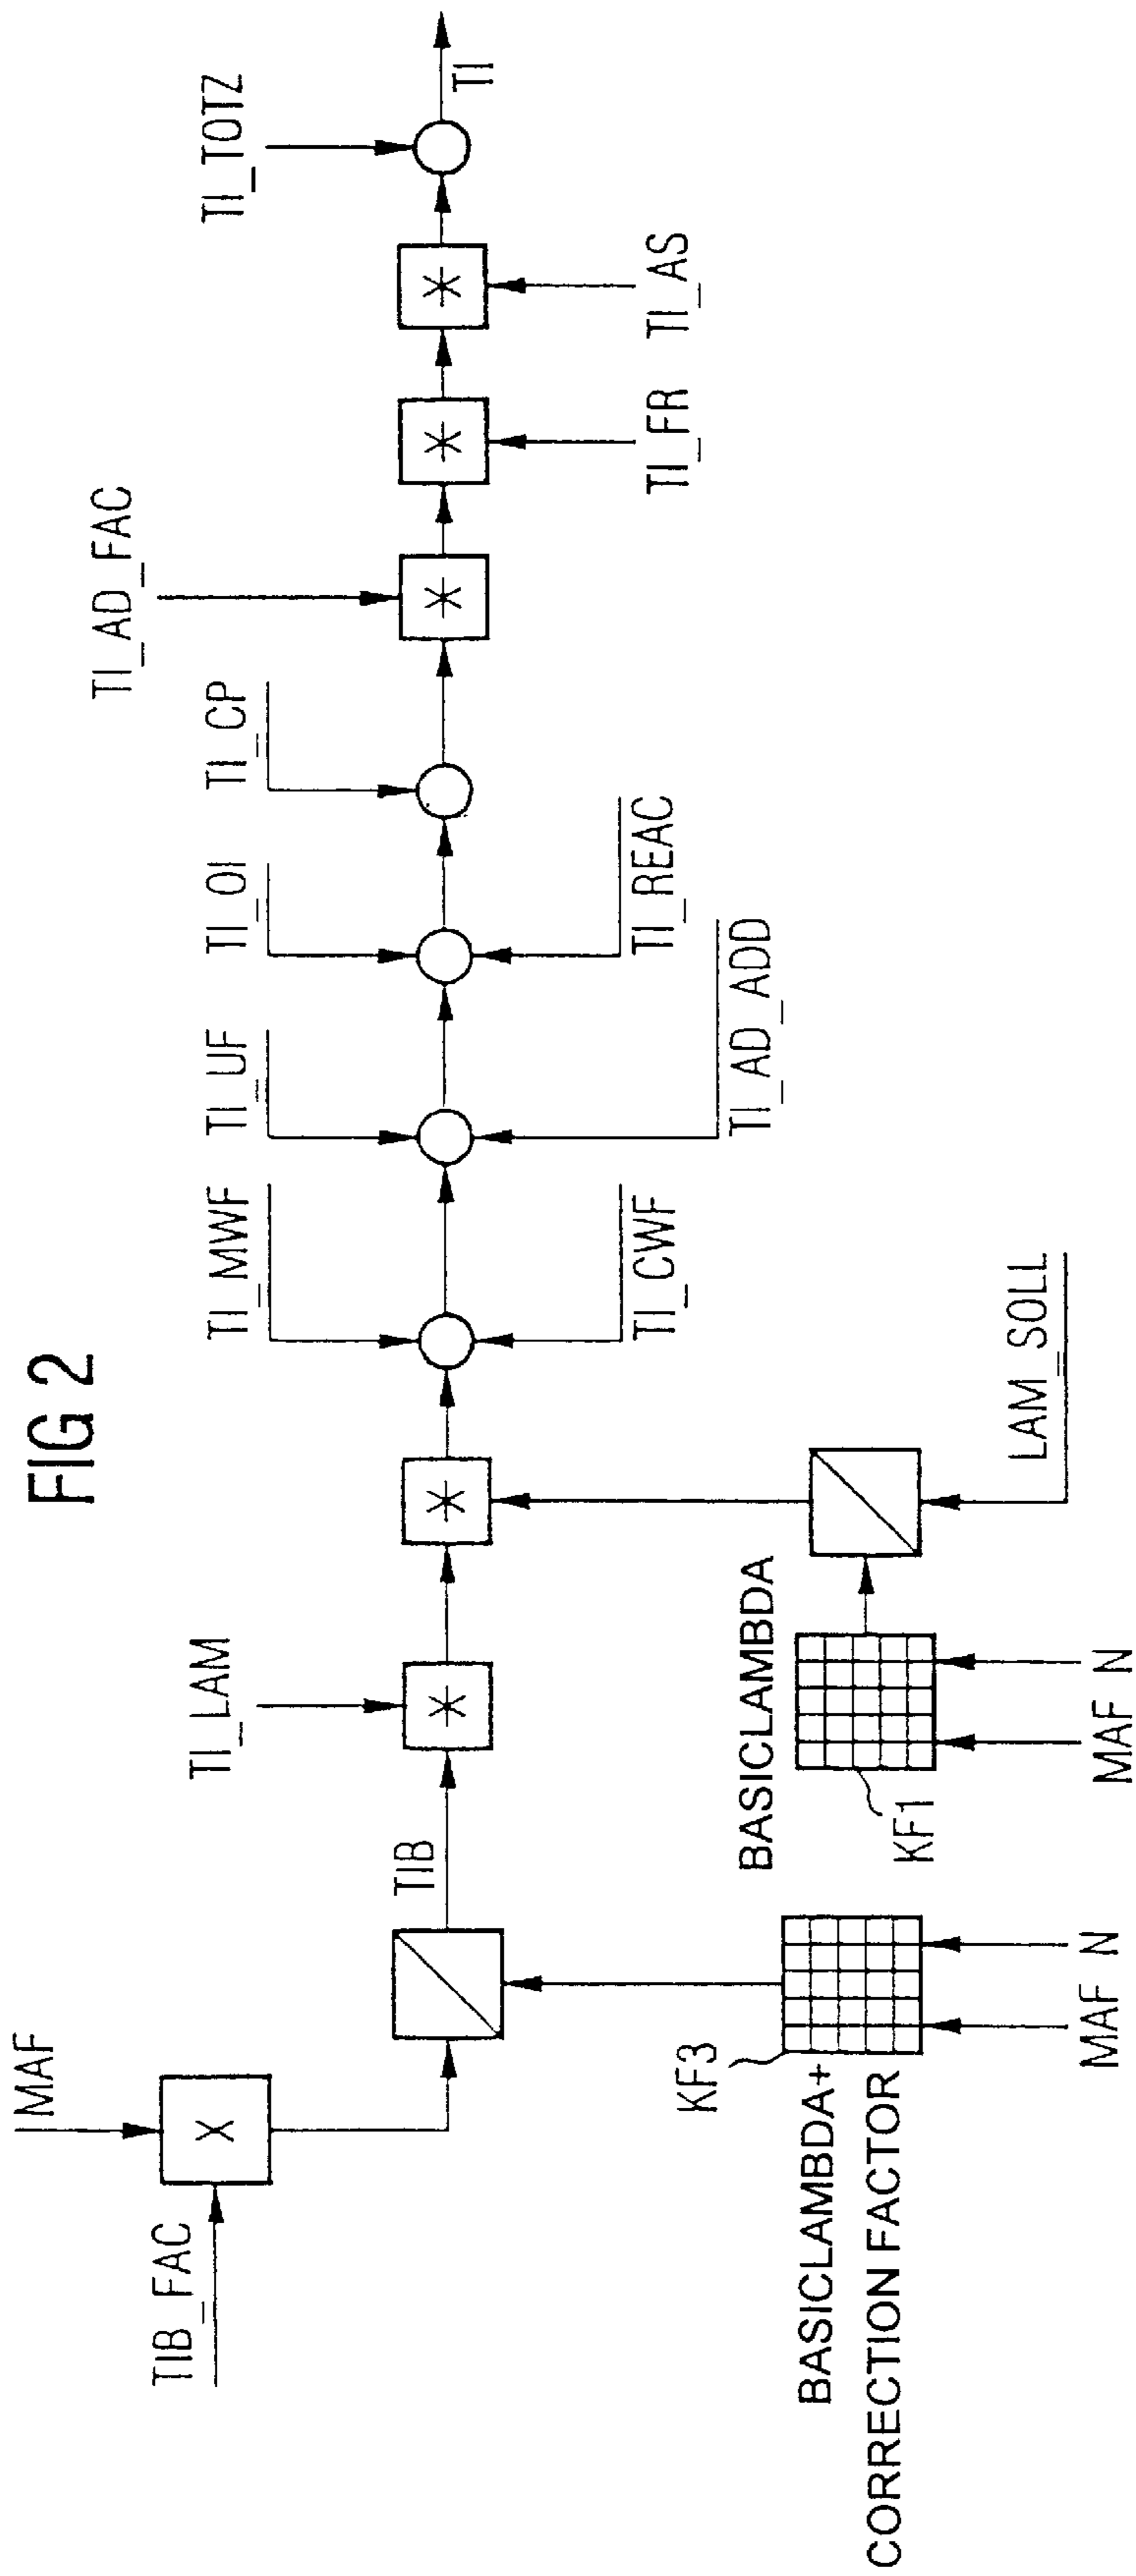 FIG 2
MAF
TIB_FAC
X
TIB
TI_LAM
*
*
TI_MWF
TI_CWF
TI_UF
TI_AD_ADD
TI_OI
TI_REAC
TI_CP
TI_AD_FAC
*
*
TI_FR
*
TI_AS
TI_TOTZ
TI
KF3
BASICLAMBDA+
CORRECTION FACTOR
MAF N
BASICLAMBDA
KF1
MAF N
LAM_SOLL